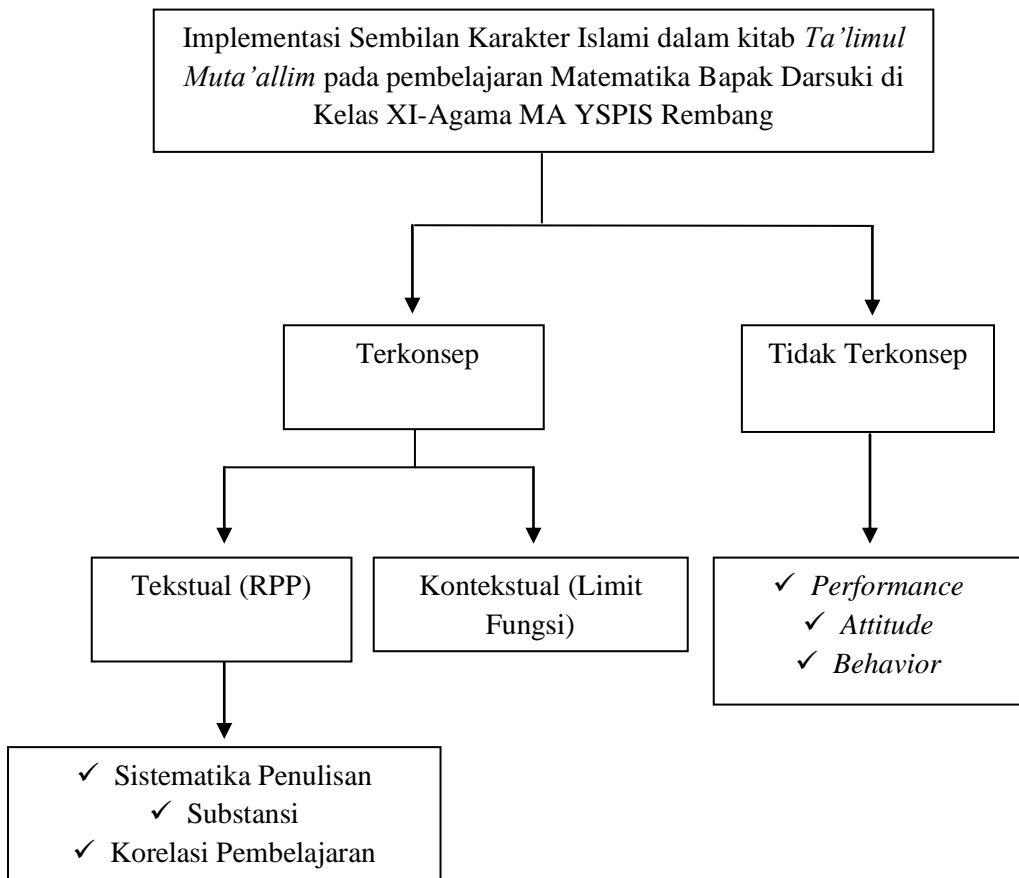 Implementasi Sembilan Karakter Islami dalam kitab Ta’limul
Muta’allim pada pembelajaran Matematika Bapak Darsuki di
Kelas XI-Agama MA YSPIS Rembang
Terkonsep
Tidak Terkonsep
Tekstual (RPP)
Kontekstual (Limit
Fungsi)
✓ Performance
✓ Attitude
✓ Behavior
✓ Sistematika Penulisan
✓ Substansi
✓ Korelasi Pembelajaran